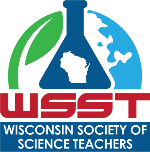 WSST
WISCONSIN SOCIETY OF
SCIENCE TEACHERS